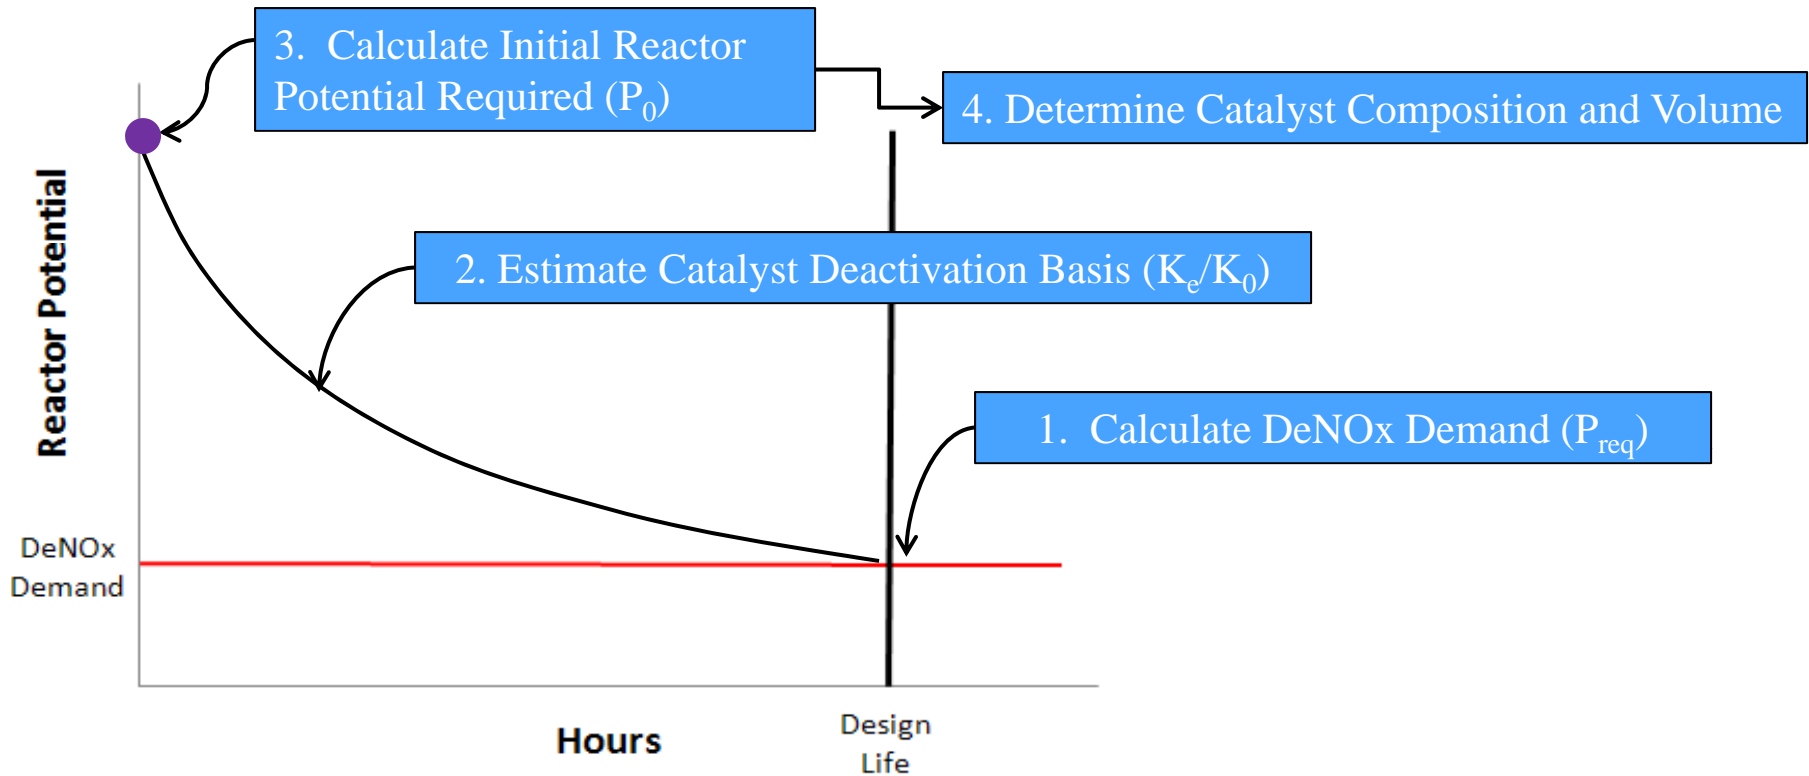 3. Calculate Initial Reactor
Potential Required (P₀)
4. Determine Catalyst Composition and Volume
Reactor Potential
2. Estimate Catalyst Deactivation Basis (Kₑ/K₀)
1. Calculate DeNOx Demand (P_req)
DeNOx
Demand
Hours
Design
Life